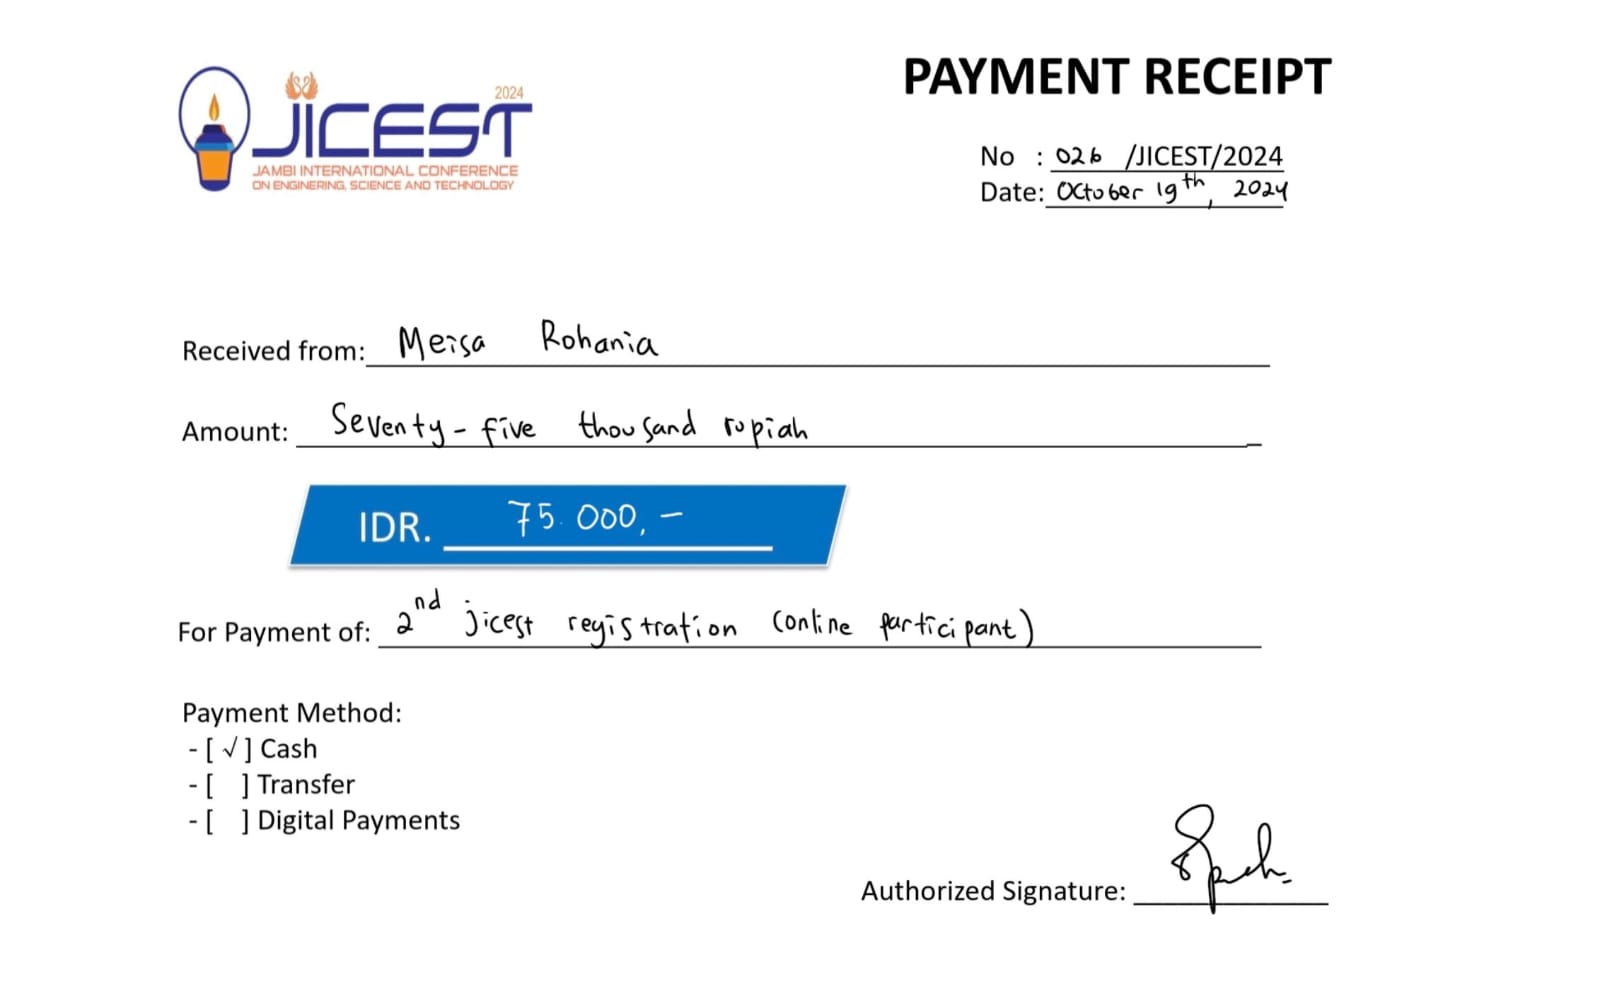 2024
JICEST
JAMBI INTERNATIONAL CONFERENCE
ON ENGINERING, SCIENCE AND TECHNOLOGY
PAYMENT RECEIPT
No : 026 /JICEST/2024
Date: October 19th, 2024
Received from: Meisa Rohania
Amount: Seventy-five thousand rupiah
IDR. 75.000,-
For Payment of: 2nd jicest registration (online participant)
Payment Method:
- [ √ ] Cash
- [ ] Transfer
- [ ] Digital Payments
Authorized Signature: